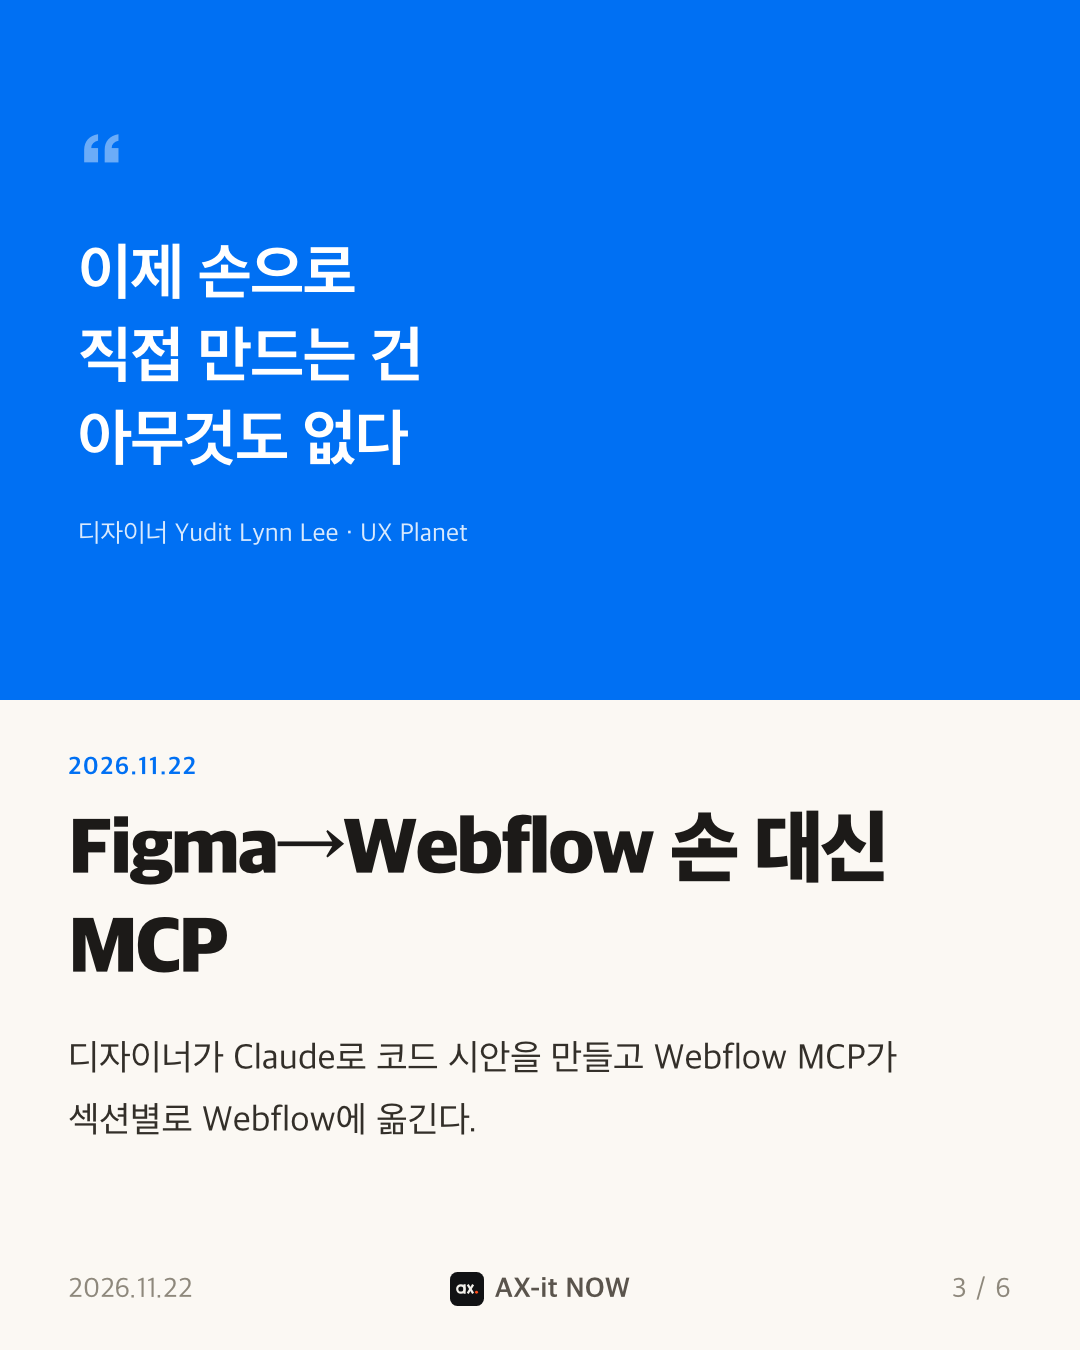 “
이제 손으로
직접 만드는 건
아무것도 없다
디자이너 Yudit Lynn Lee · UX Planet
2026.11.22
Figma→Webflow 손 대신
MCP
디자이너가 Claude로 코드 시안을 만들고 Webflow MCP가
섹션별로 Webflow에 옮긴다.
2026.11.22
ax. AX-it NOW
3 / 6